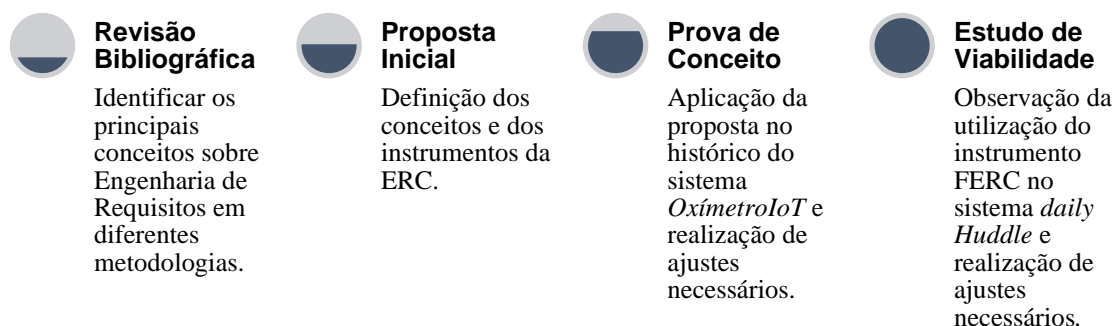 Revisão
Bibliográfica
Identificar os
principais
conceitos sobre
Engenharia de
Requisitos em
diferentes
metodologias.
Proposta
Inicial
Definição dos
conceitos e dos
instrumentos da
ERC.
Prova de
Conceito
Aplicação da
proposta no
histórico do
sistema
OxímetroIoT e
realização de
ajustes
necessários.
Estudo de
Viabilidade
Observação da
utilização do
instrumento
FERC no
sistema daily
Huddle e
realização de
ajustes
necessários.